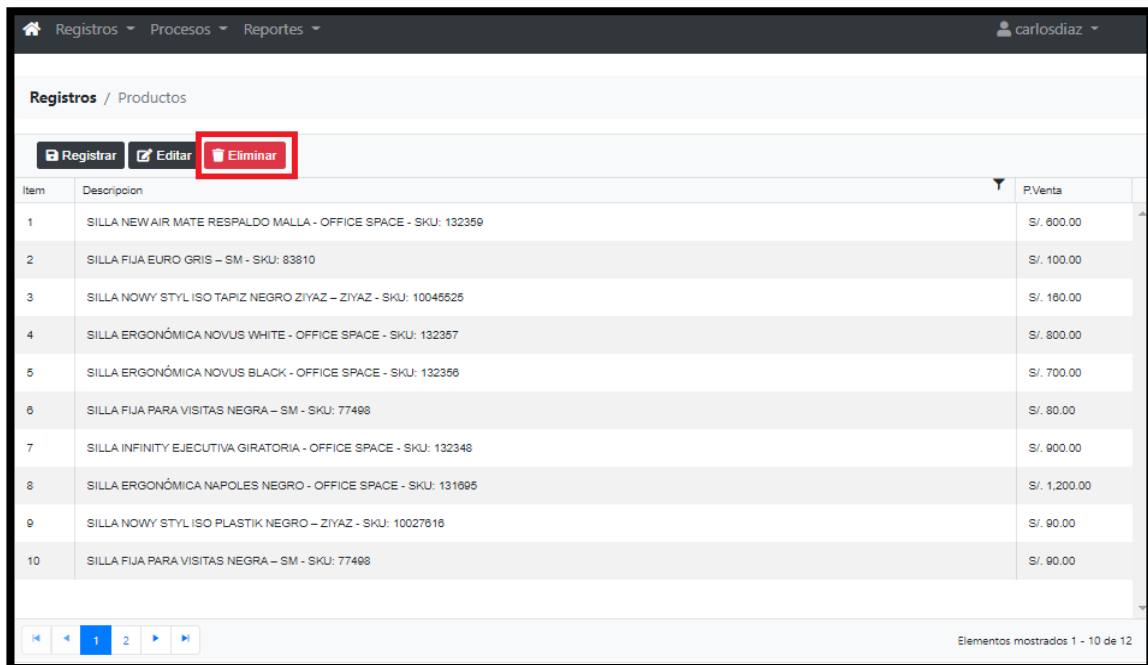 Registros Procesos Reportes carlosdiaz
Registros / Productos
Registrar Editar Eliminar
Item Descripcion P.Venta
1 SILLA NEW AIR MATE RESPALDO MALLA - OFFICE SPACE - SKU: 132359 S/. 600.00
2 SILLA FIJA EURO GRIS – SM - SKU: 83810 S/. 100.00
3 SILLA NOWY STYL ISO TAPIZ NEGRO ZIYAZ – ZIYAZ - SKU: 10045525 S/. 160.00
4 SILLA ERGONÓMICA NOVUS WHITE - OFFICE SPACE - SKU: 132357 S/. 800.00
5 SILLA ERGONÓMICA NOVUS BLACK - OFFICE SPACE - SKU: 132356 S/. 700.00
6 SILLA FIJA PARA VISITAS NEGRA – SM - SKU: 77498 S/. 80.00
7 SILLA INFINITY EJECUTIVA GIRATORIA - OFFICE SPACE - SKU: 132348 S/. 900.00
8 SILLA ERGONÓMICA NAPOLES NEGRO - OFFICE SPACE - SKU: 131695 S/. 1,200.00
9 SILLA NOWY STYL ISO PLASTIK NEGRO – ZIYAZ - SKU: 10027616 S/. 90.00
10 SILLA FIJA PARA VISITAS NEGRA – SM - SKU: 77498 S/. 90.00
1 2 Elementos mostrados 1 - 10 de 12